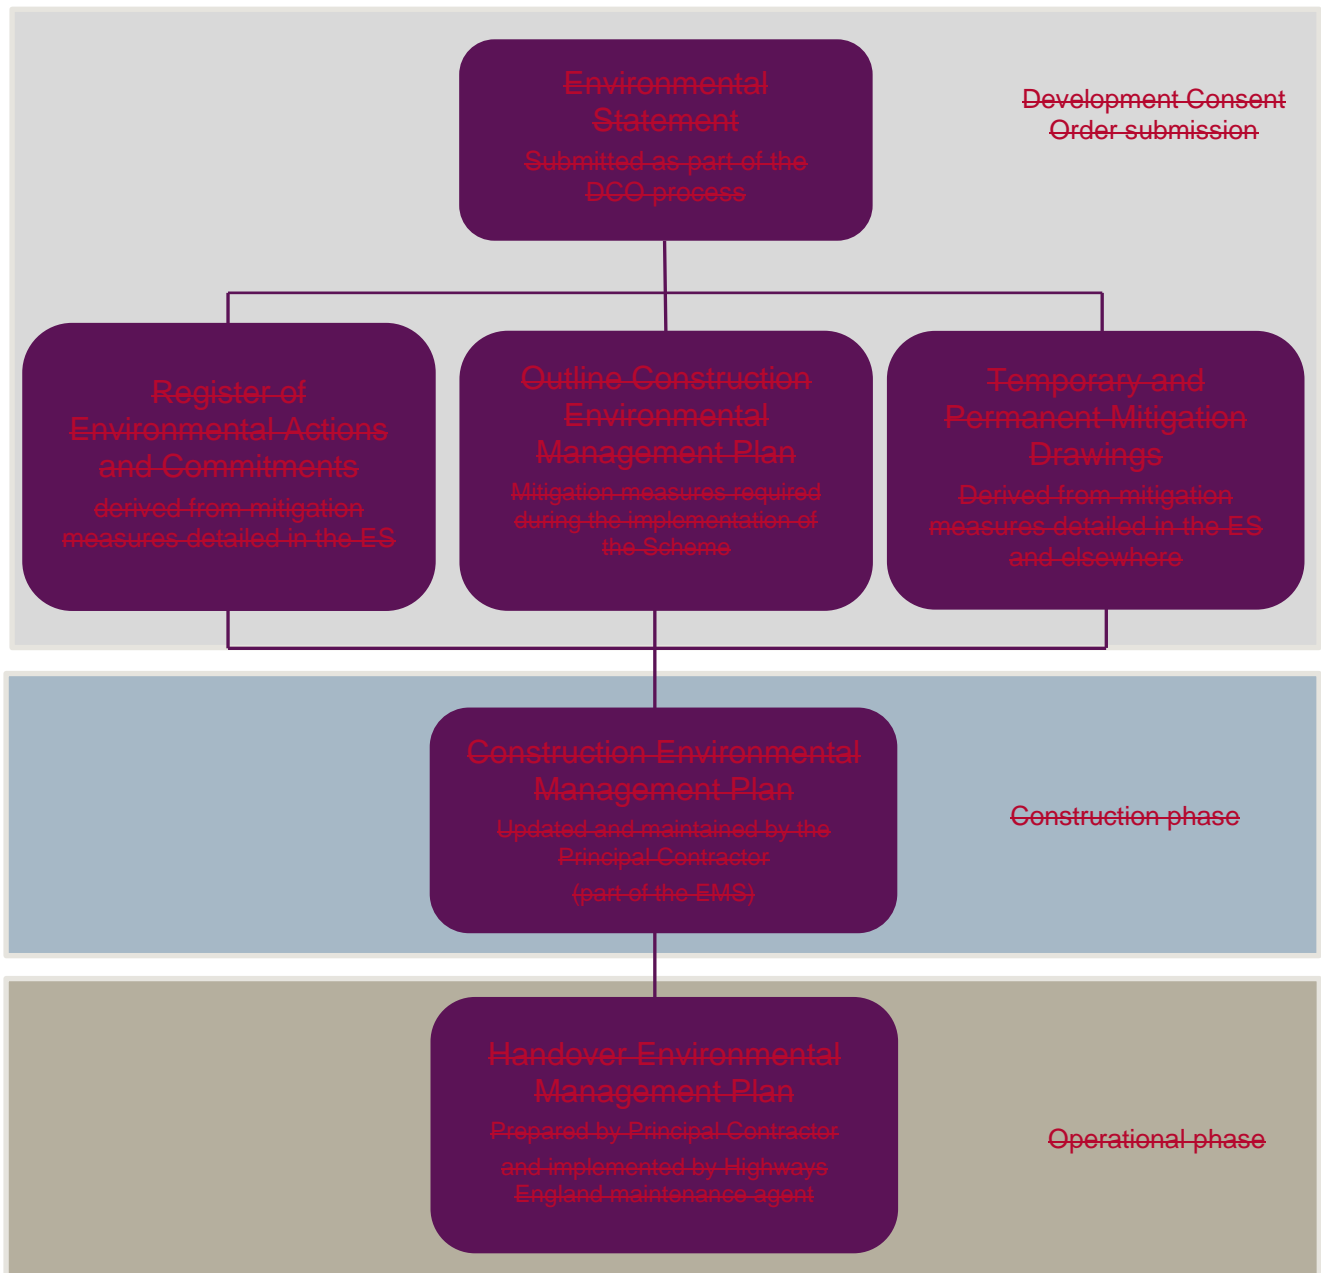 Environmental
Statement
Submitted as part of the
DCO process
Development Consent
Order submission
Register of
Environmental Actions
and Commitments
derived from mitigation
measures detailed in the ES
Outline Construction
Environmental
Management Plan
Mitigation measures required
during the implementation of
the Scheme
Temporary and
Permanent Mitigation
Drawings
Derived from mitigation
measures detailed in the ES
and elsewhere
Construction Environmental
Management Plan
Updated and maintained by the
Principal Contractor
(part of the EMS)
Construction phase
Handover Environmental
Management Plan
Prepared by Principal Contractor
and implemented by Highways
England maintenance agent
Operational phase